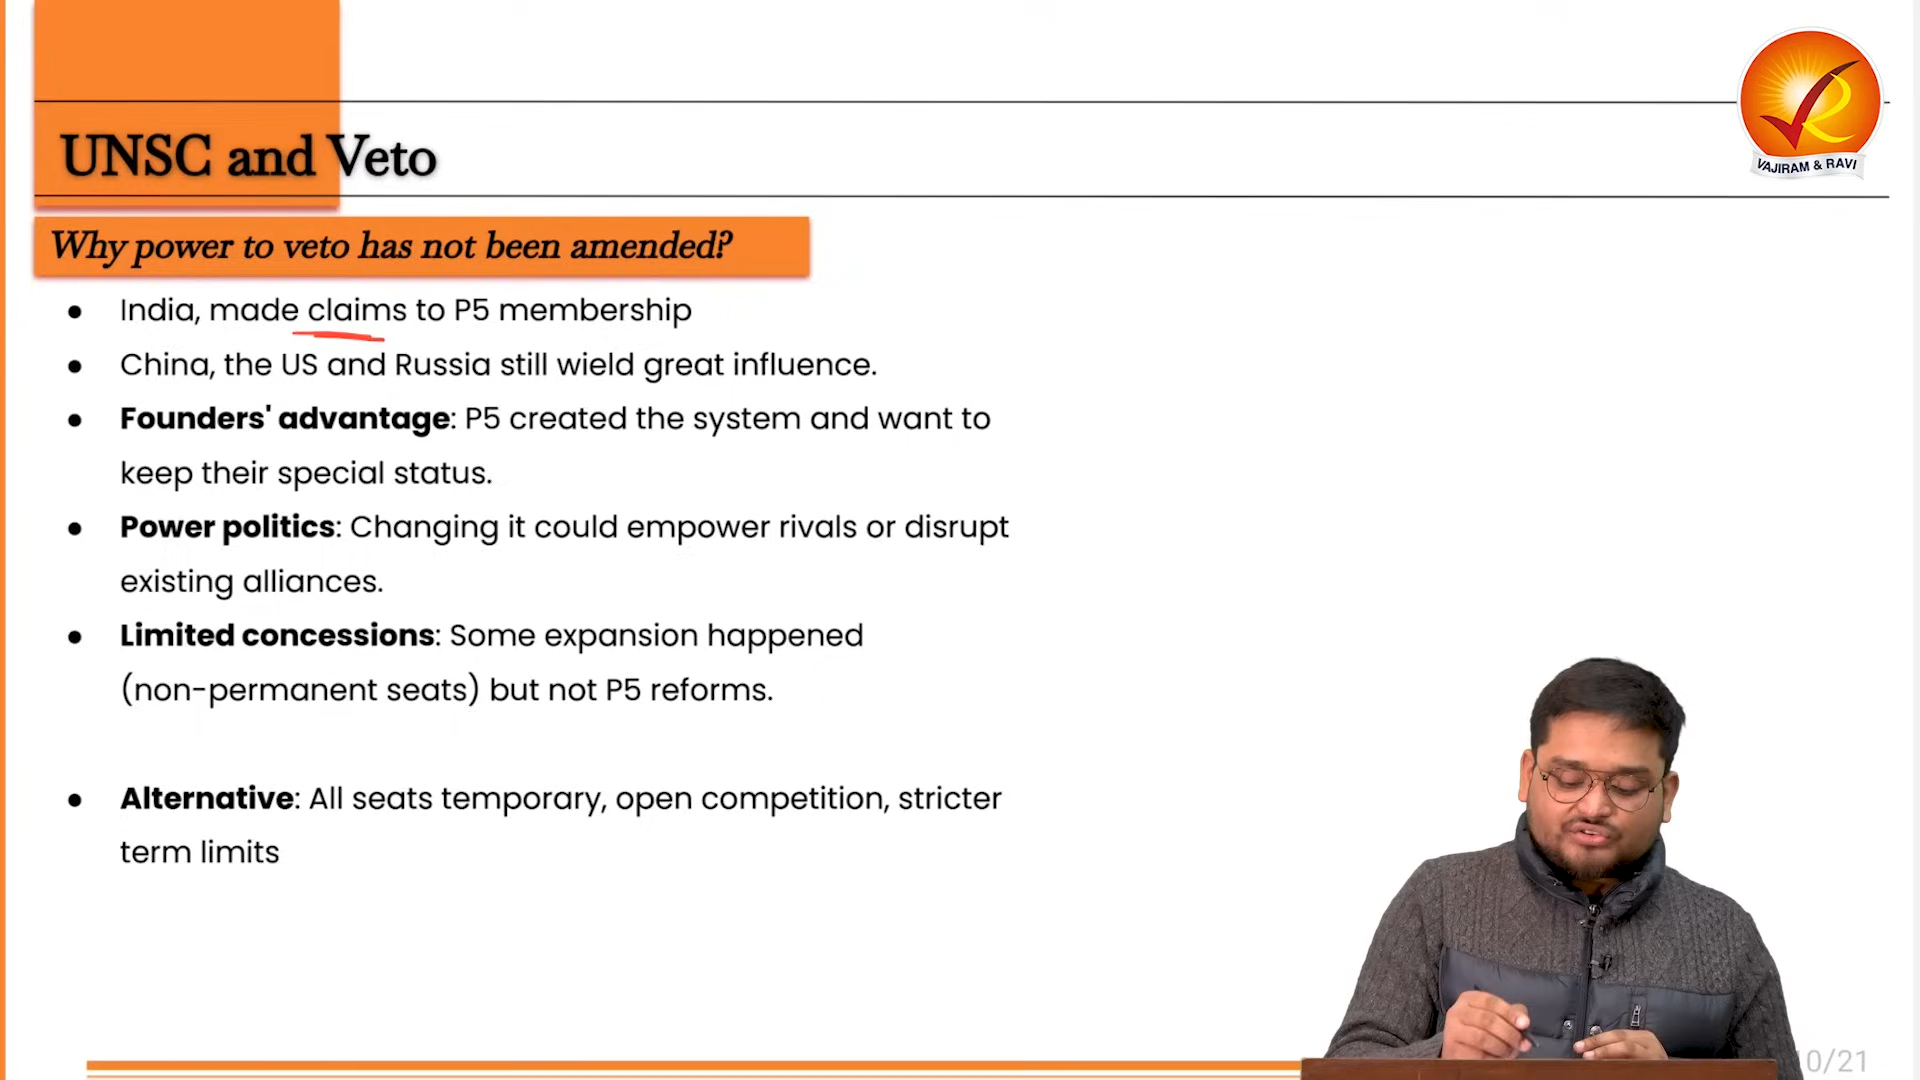 VAJIRAM & RAVI
UNSC and Veto
Why power to veto has not been amended?
● India, made claims to P5 membership
● China, the US and Russia still wield great influence.
● Founders' advantage: P5 created the system and want to
keep their special status.
● Power politics: Changing it could empower rivals or disrupt
existing alliances.
● Limited concessions: Some expansion happened
(non-permanent seats) but not P5 reforms.
● Alternative: All seats temporary, open competition, stricter
term limits
10/21